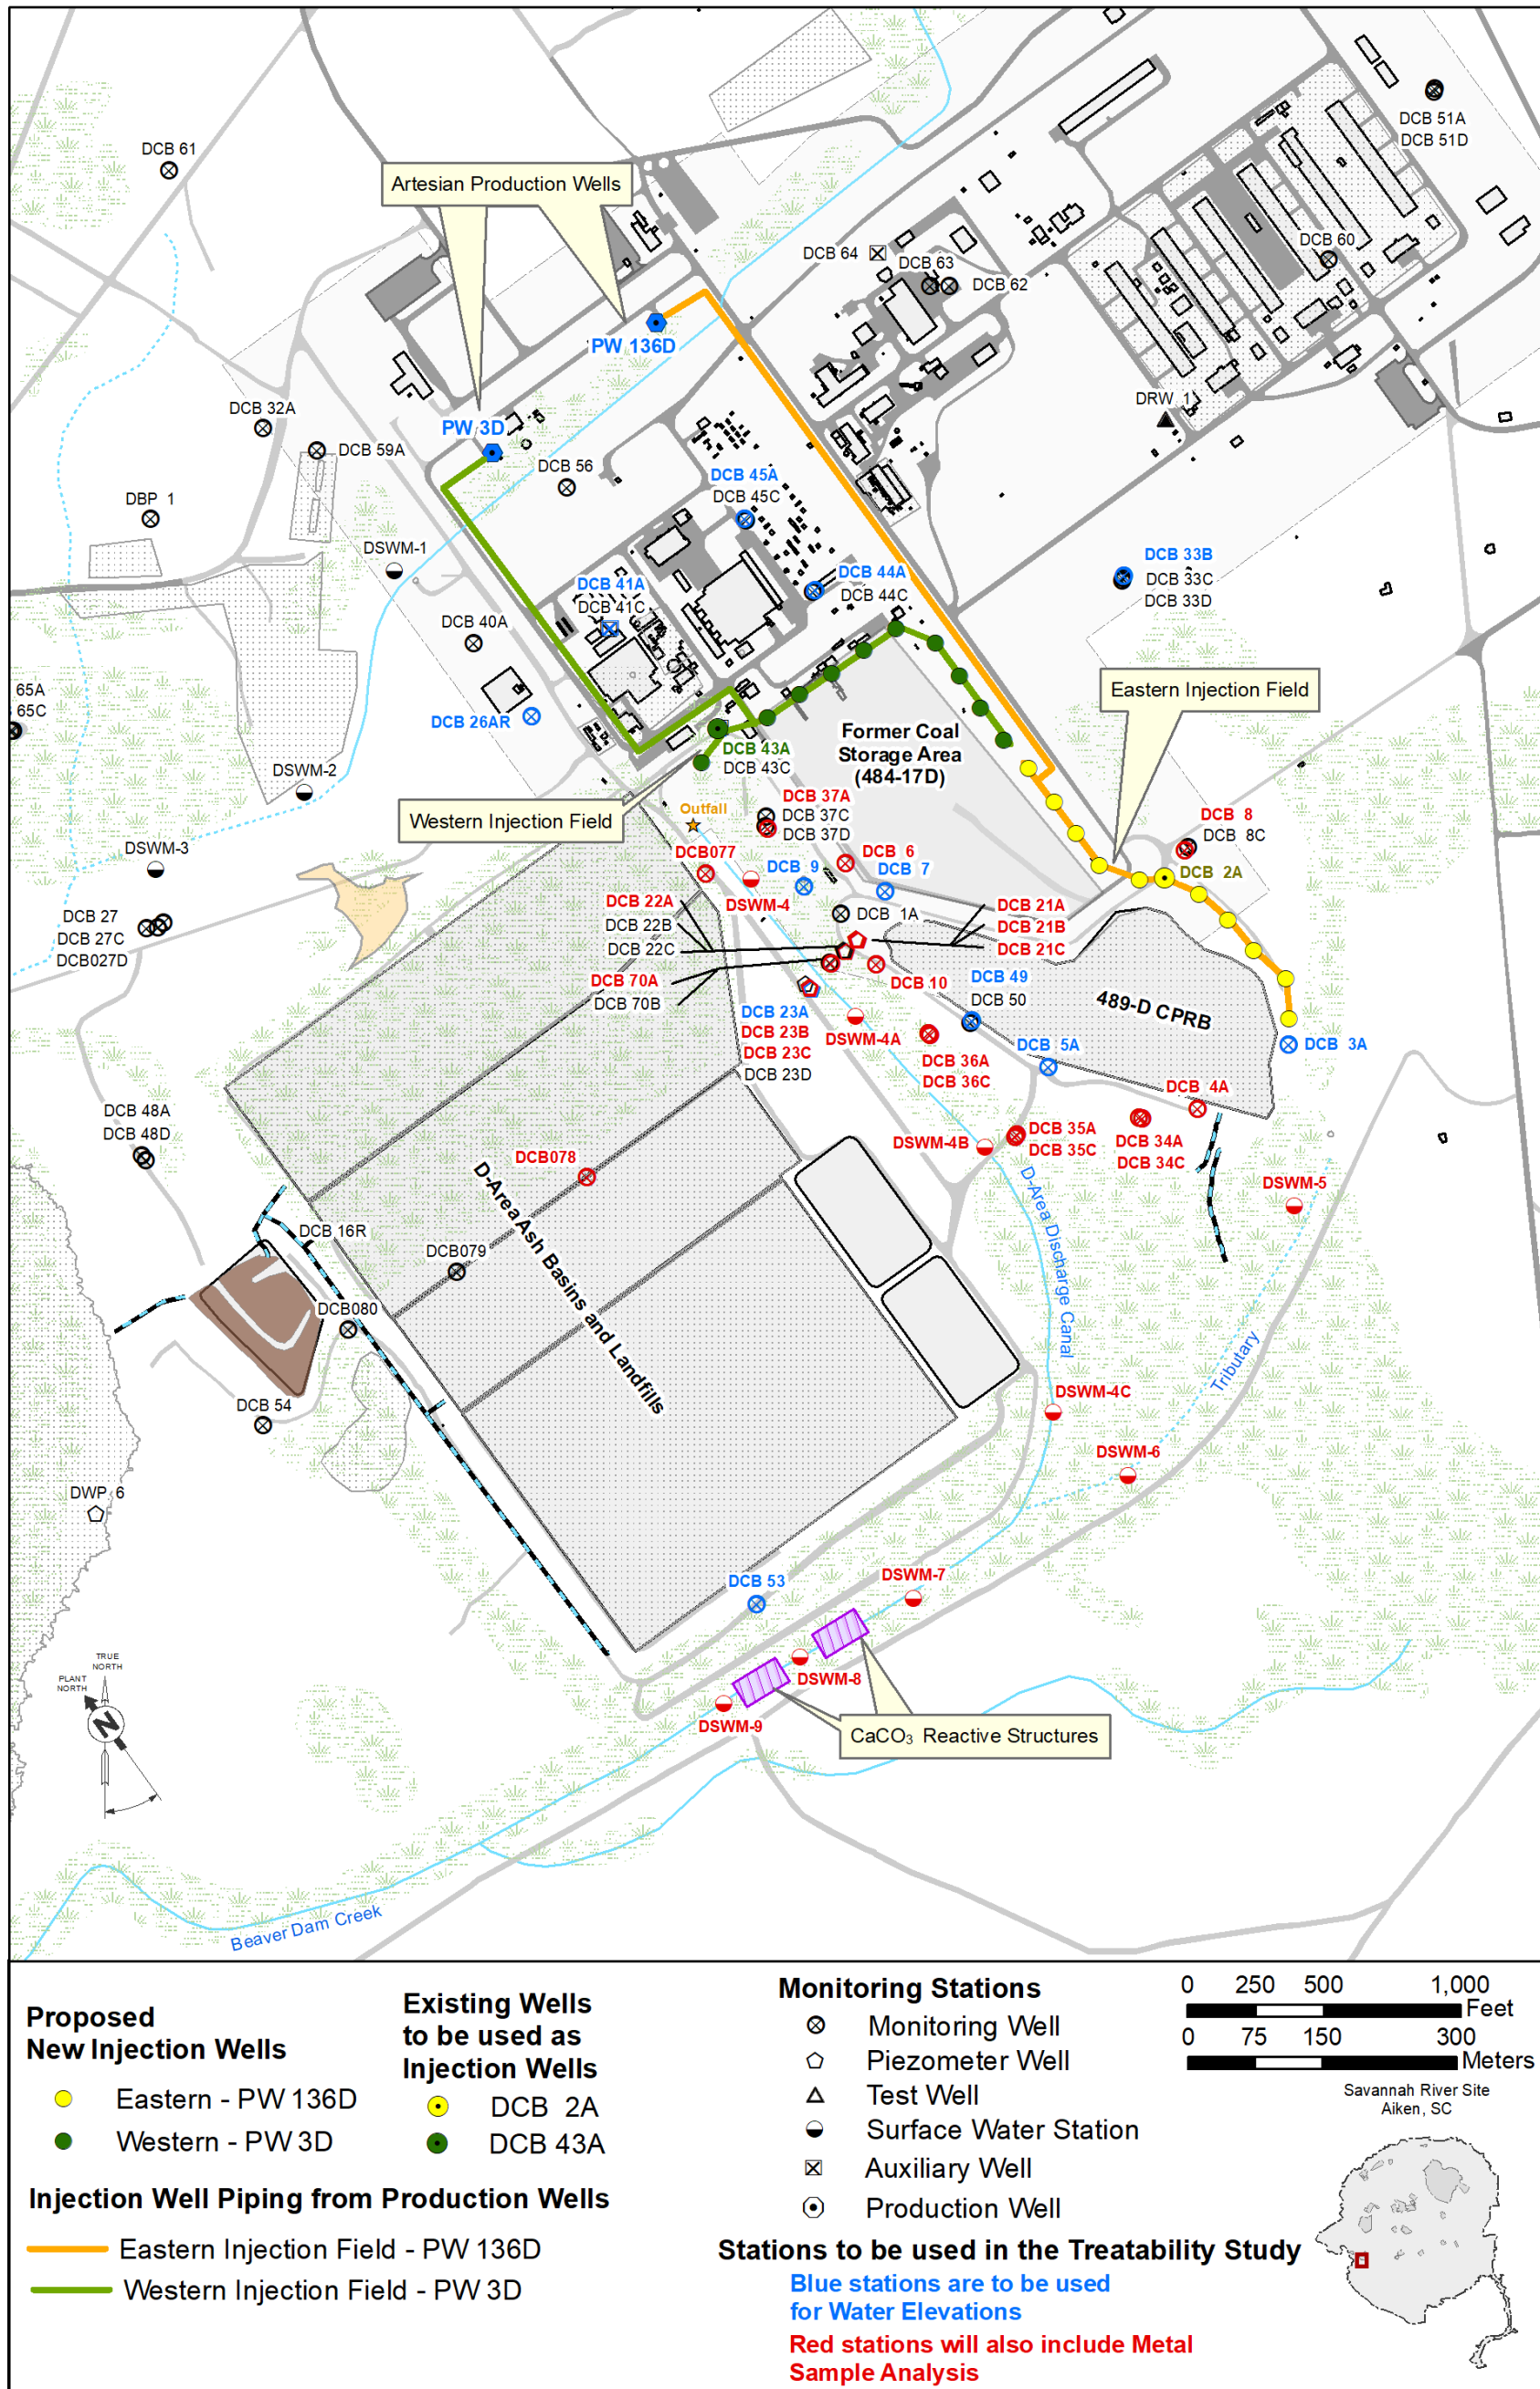 DCB 61
Artesian Production Wells
DCB 51A
DCB 51D
DCB 64
DCB 63
DCB 62
DCB 60
PW 136D
DCB 32A
DCB 59A
PW 3D
DRW 1
DCB 56
DCB 45A
DCB 45C
DBP 1
DSWM-1
DCB 41A
DCB 41C
DCB 44A
DCB 44C
DCB 33B
DCB 33C
DCB 33D
DCB 40A
65A
65C
DCB 26AR
Eastern Injection Field
Former Coal
Storage Area
(484-17D)
DCB 43A
DCB 43C
DSWM-2
Western Injection Field
Outfall
DCB 37A
DCB 37C
DCB 37D
DCB 8
DCB 8C
DSWM-3
DCB077
DCB 9
DCB 6
DCB 7
DCB 2A
DSWM-4
DCB 22A
DCB 22B
DCB 22C
DCB 1A
DCB 21A
DCB 21B
DCB 21C
DCB 27
DCB 27C
DCB027D
DCB 70A
DCB 70B
DCB 10
DCB 49
DCB 50
489-D CPRB
DCB 23A
DCB 23B
DCB 23C
DCB 23D
DSWM-4A
DCB 36A
DCB 36C
DCB 5A
DCB 3A
DCB 4A
DCB 48A
DCB 48D
DSWM-4B
DCB 35A
DCB 35C
DCB 34A
DCB 34C
DCB078
DSWM-5
D-Area Discharge Canal
DCB 16R
DCB079
D-Area Ash Basins and Landfills
DCB080
Tributary
DCB 54
DSWM-4C
DSWM-6
DWP 6
DCB 53
DSWM-7
TRUE
NORTH
PLANT
NORTH
N
DSWM-8
DSWM-9
CaCO₃ Reactive Structures
Beaver Dam Creek
Proposed
New Injection Wells
Eastern - PW 136D
Western - PW 3D
Existing Wells
to be used as
Injection Wells
DCB 2A
DCB 43A
Injection Well Piping from Production Wells
Eastern Injection Field - PW 136D
Western Injection Field - PW 3D
Monitoring Stations
Monitoring Well
Piezometer Well
Test Well
Surface Water Station
Auxiliary Well
Production Well
Stations to be used in the Treatability Study
Blue stations are to be used
for Water Elevations
Red stations will also include Metal
Sample Analysis
0 250 500 1,000
Feet
0 75 150 300
Meters
Savannah River Site
Aiken, SC